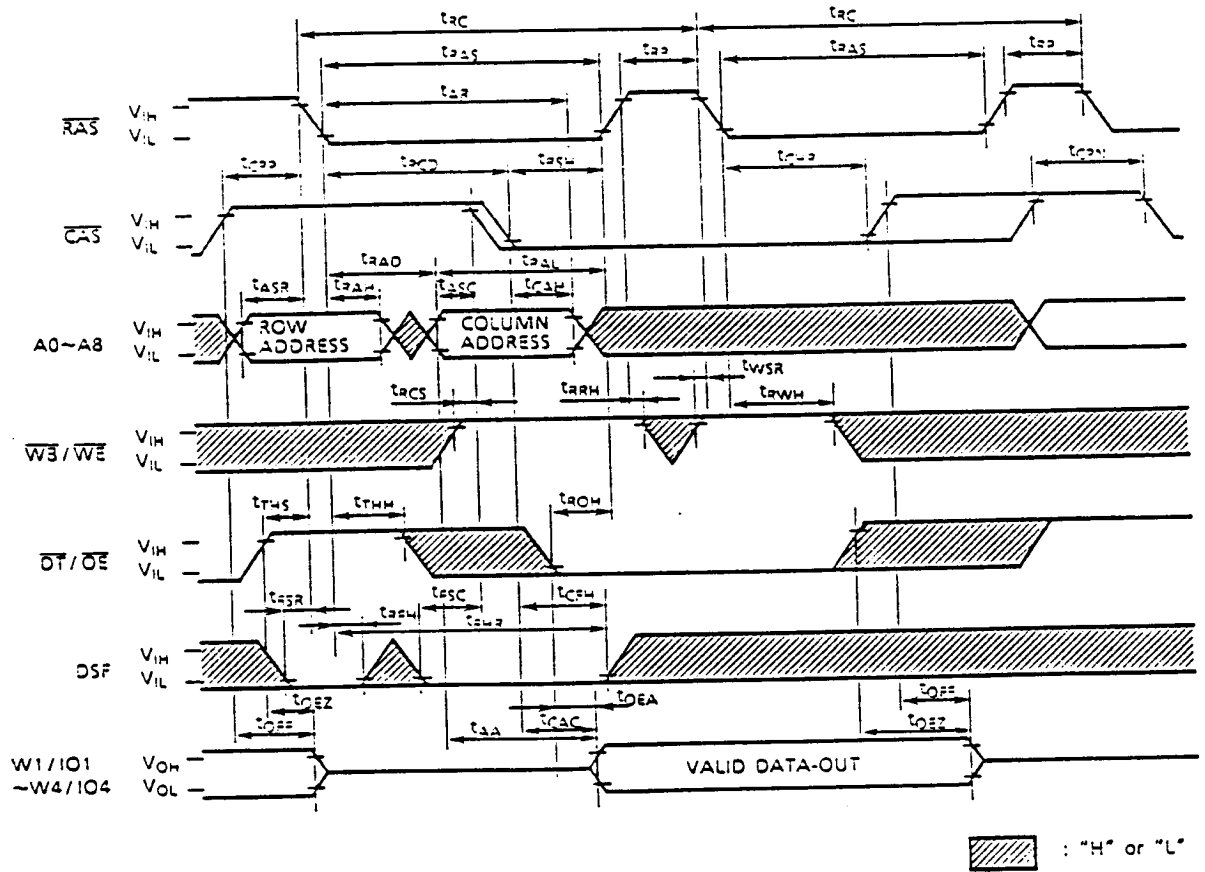 tRC tRC
tRAS tRP tRAS tRP
tAR
RAS VIH
VIL
tCRP tRCD tRSH tCHR tCPN
CAS VIH
VIL
tRAD tRAL
tASR tRAH tASC tCAH
A0~A8 VIH
VIL
ROW
ADDRESS
COLUMN
ADDRESS
tRCS tRRH tWSR tRWH
WB/WE VIH
VIL
tTHS tTHH tROH
DT/OE VIH
VIL
tFSR tRFH tFSC tCFH
tFHR
DSF VIH
VIL
tOEZ tOEA tOFF
tOFF tAA tCAC tOEZ
W1/IO1
~W4/IO4
VOH
VOL
VALID DATA-OUT
: "H" or "L"